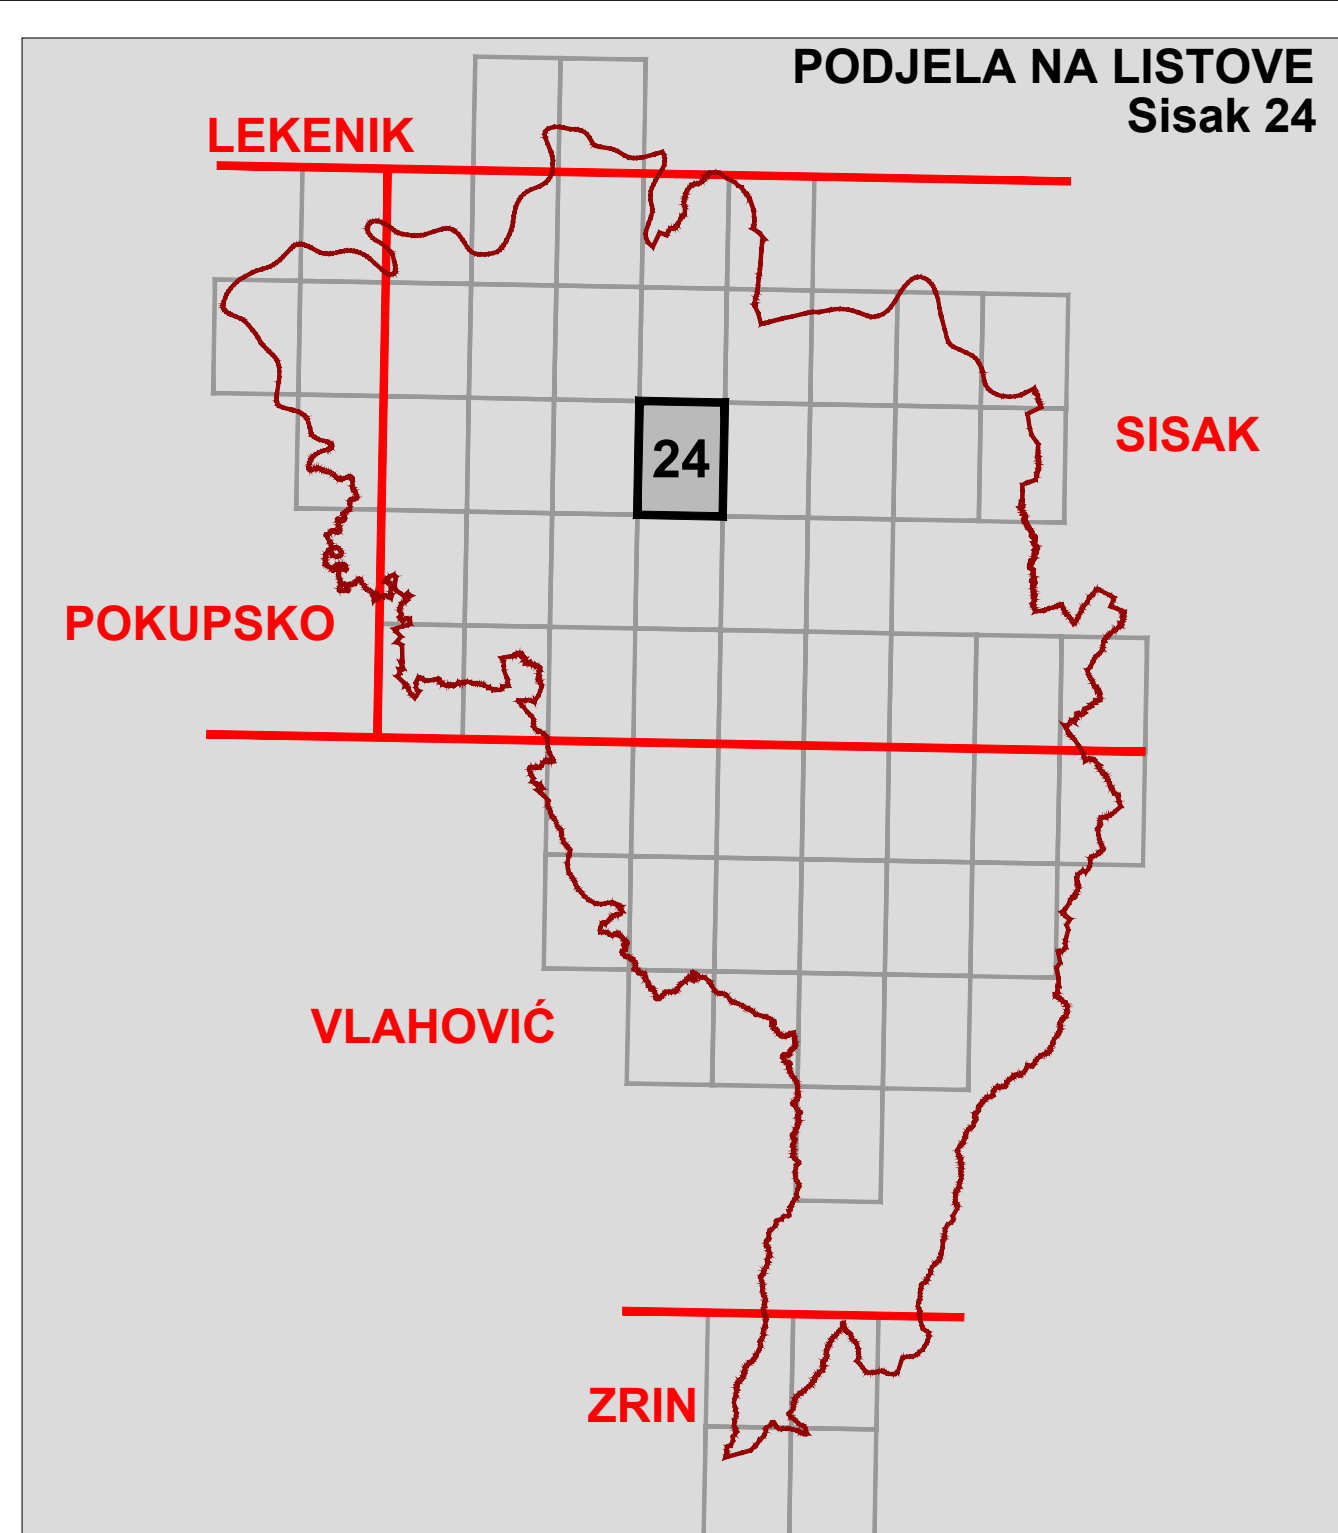 PODJELA NA LISTOVE
Sisak 24
LEKENIK
SISAK
24
POKUPSKO
VLAHOVIĆ
ZRIN